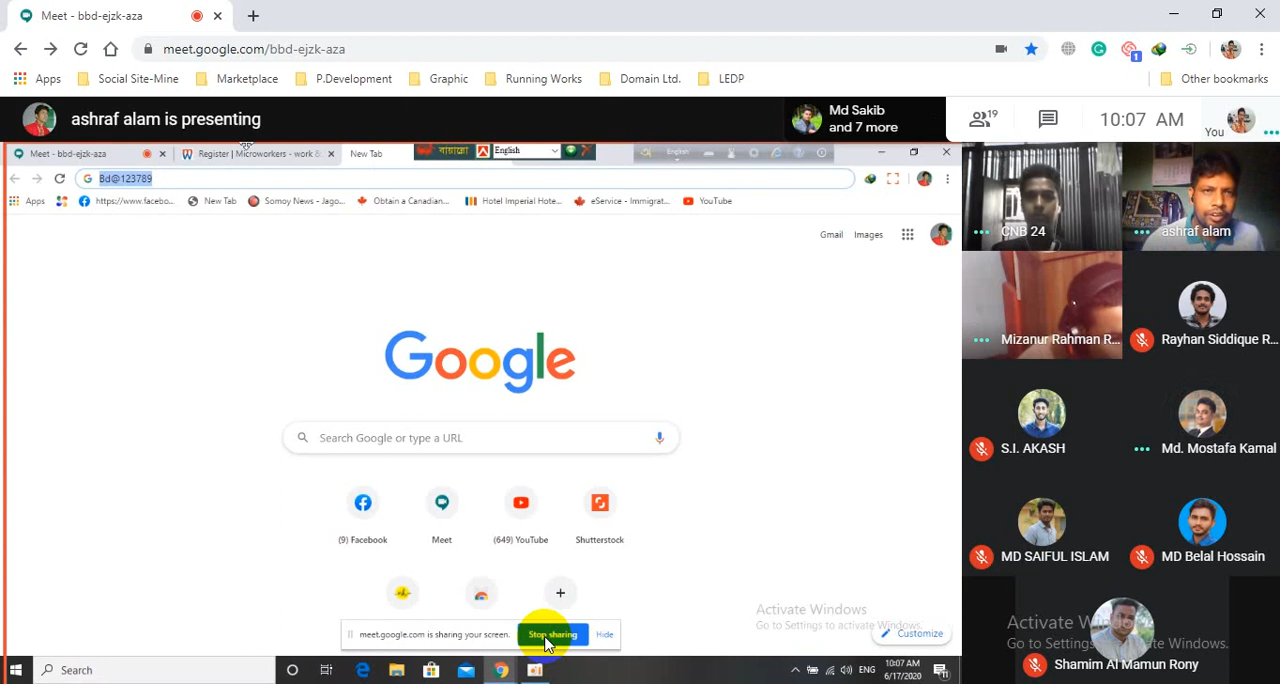 Meet - bbd-ejzk-aza
meet.google.com/bbd-ejzk-aza
1
Apps Social Site-Mine Marketplace P.Development Graphic Running Works Domain Ltd. LEDP Other bookmarks
ashraf alam is presenting
Md Sakib
and 7 more
19
10:07 AM
You
Meet - bbd-ejzk-aza Register | Microworkers - work & New Tab
বায়ান্নো English English
Bd@123789
Apps https://www.facebo... New Tab Somoy News - Jago... Obtain a Canadian... Hotel Imperial Hote... eService - Immigrat... YouTube
Gmail Images
Google
Search Google or type a URL
(9) Facebook Meet (649) YouTube Shutterstock
Activate Windows
Go to Settings to activate Windows.
meet.google.com is sharing your screen. Stop sharing Hide
Customize
Search
ENG
10:07 AM
6/17/2020
11
CNB 24
ashraf alam
Mizanur Rahman R...
Rayhan Siddique R...
S.I. AKASH
Md. Mostafa Kamal
MD SAIFUL ISLAM
MD Belal Hossain
Activate Windows
Go to Settings to activate Windows.
Shamim Al Mamun Rony